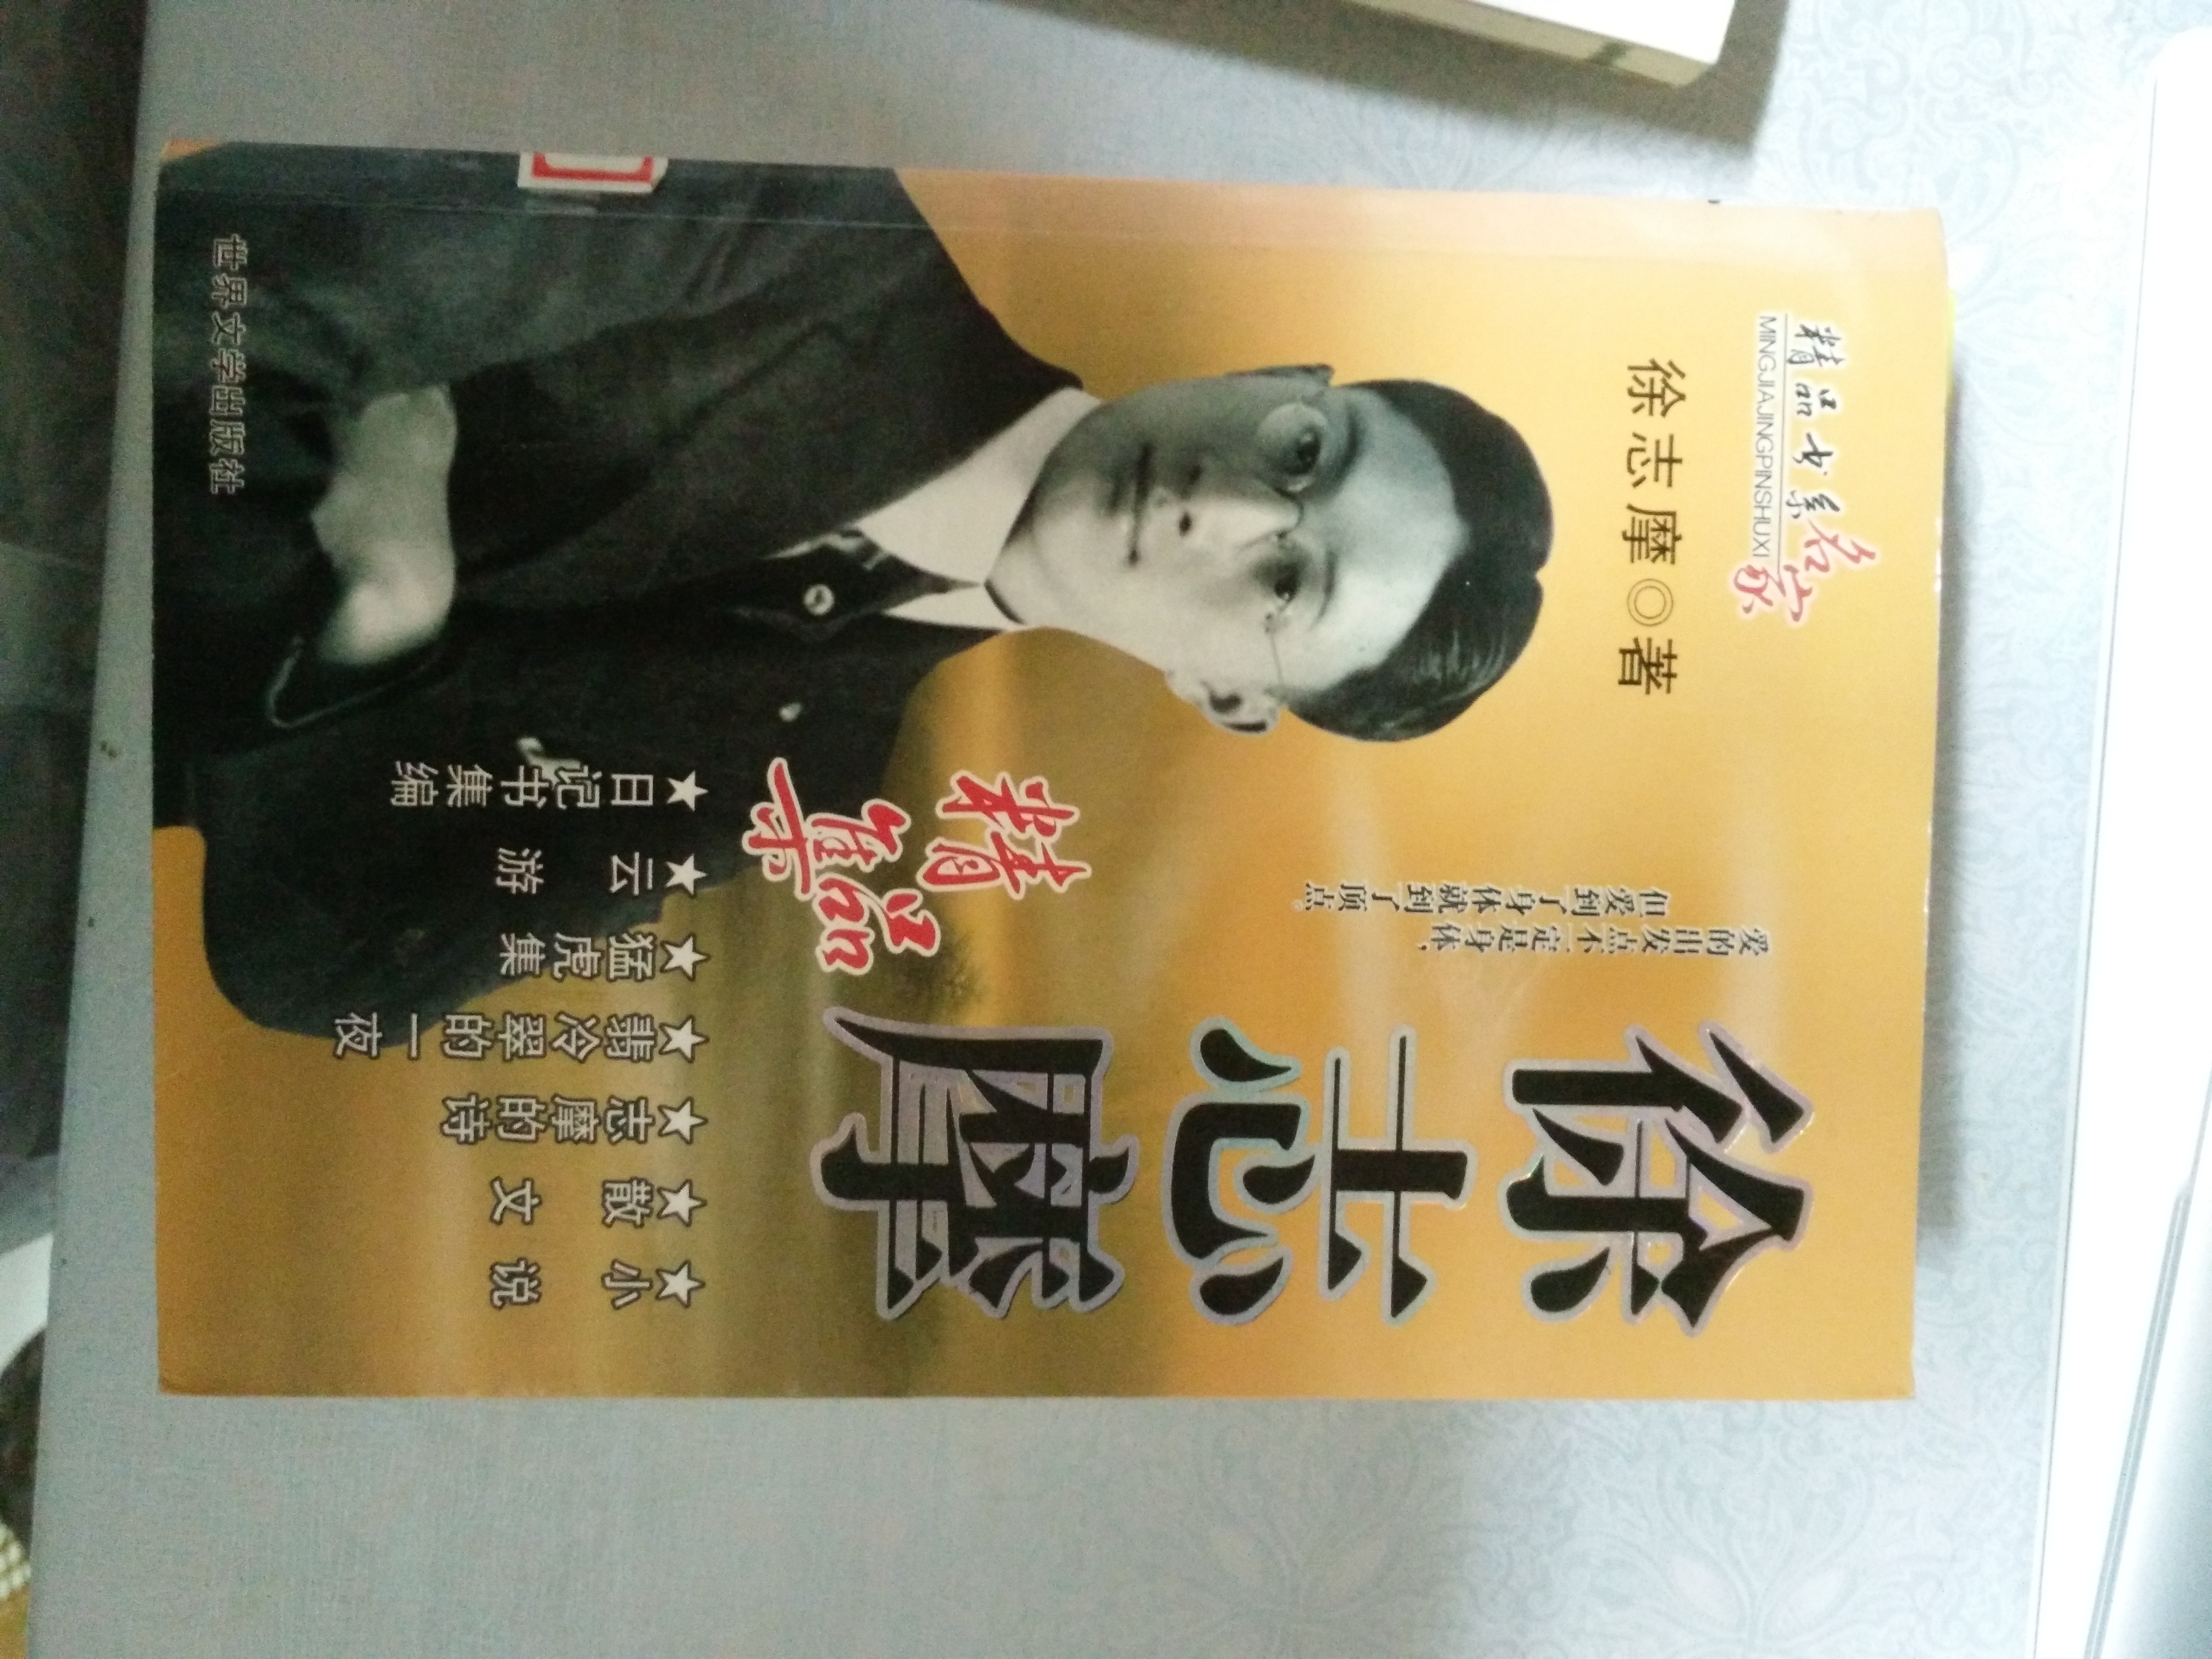 名家
精品书系
MINGJIAJINGPINSHUXI
徐志摩◎著
徐志摩
精品集
爱的出发点不一定是身体，
但爱到了身体就到了顶点。
★小说
★散文
★志摩的诗
★翡冷翠的一夜
★猛虎集
★云游
★日记书集编
世界文学出版社